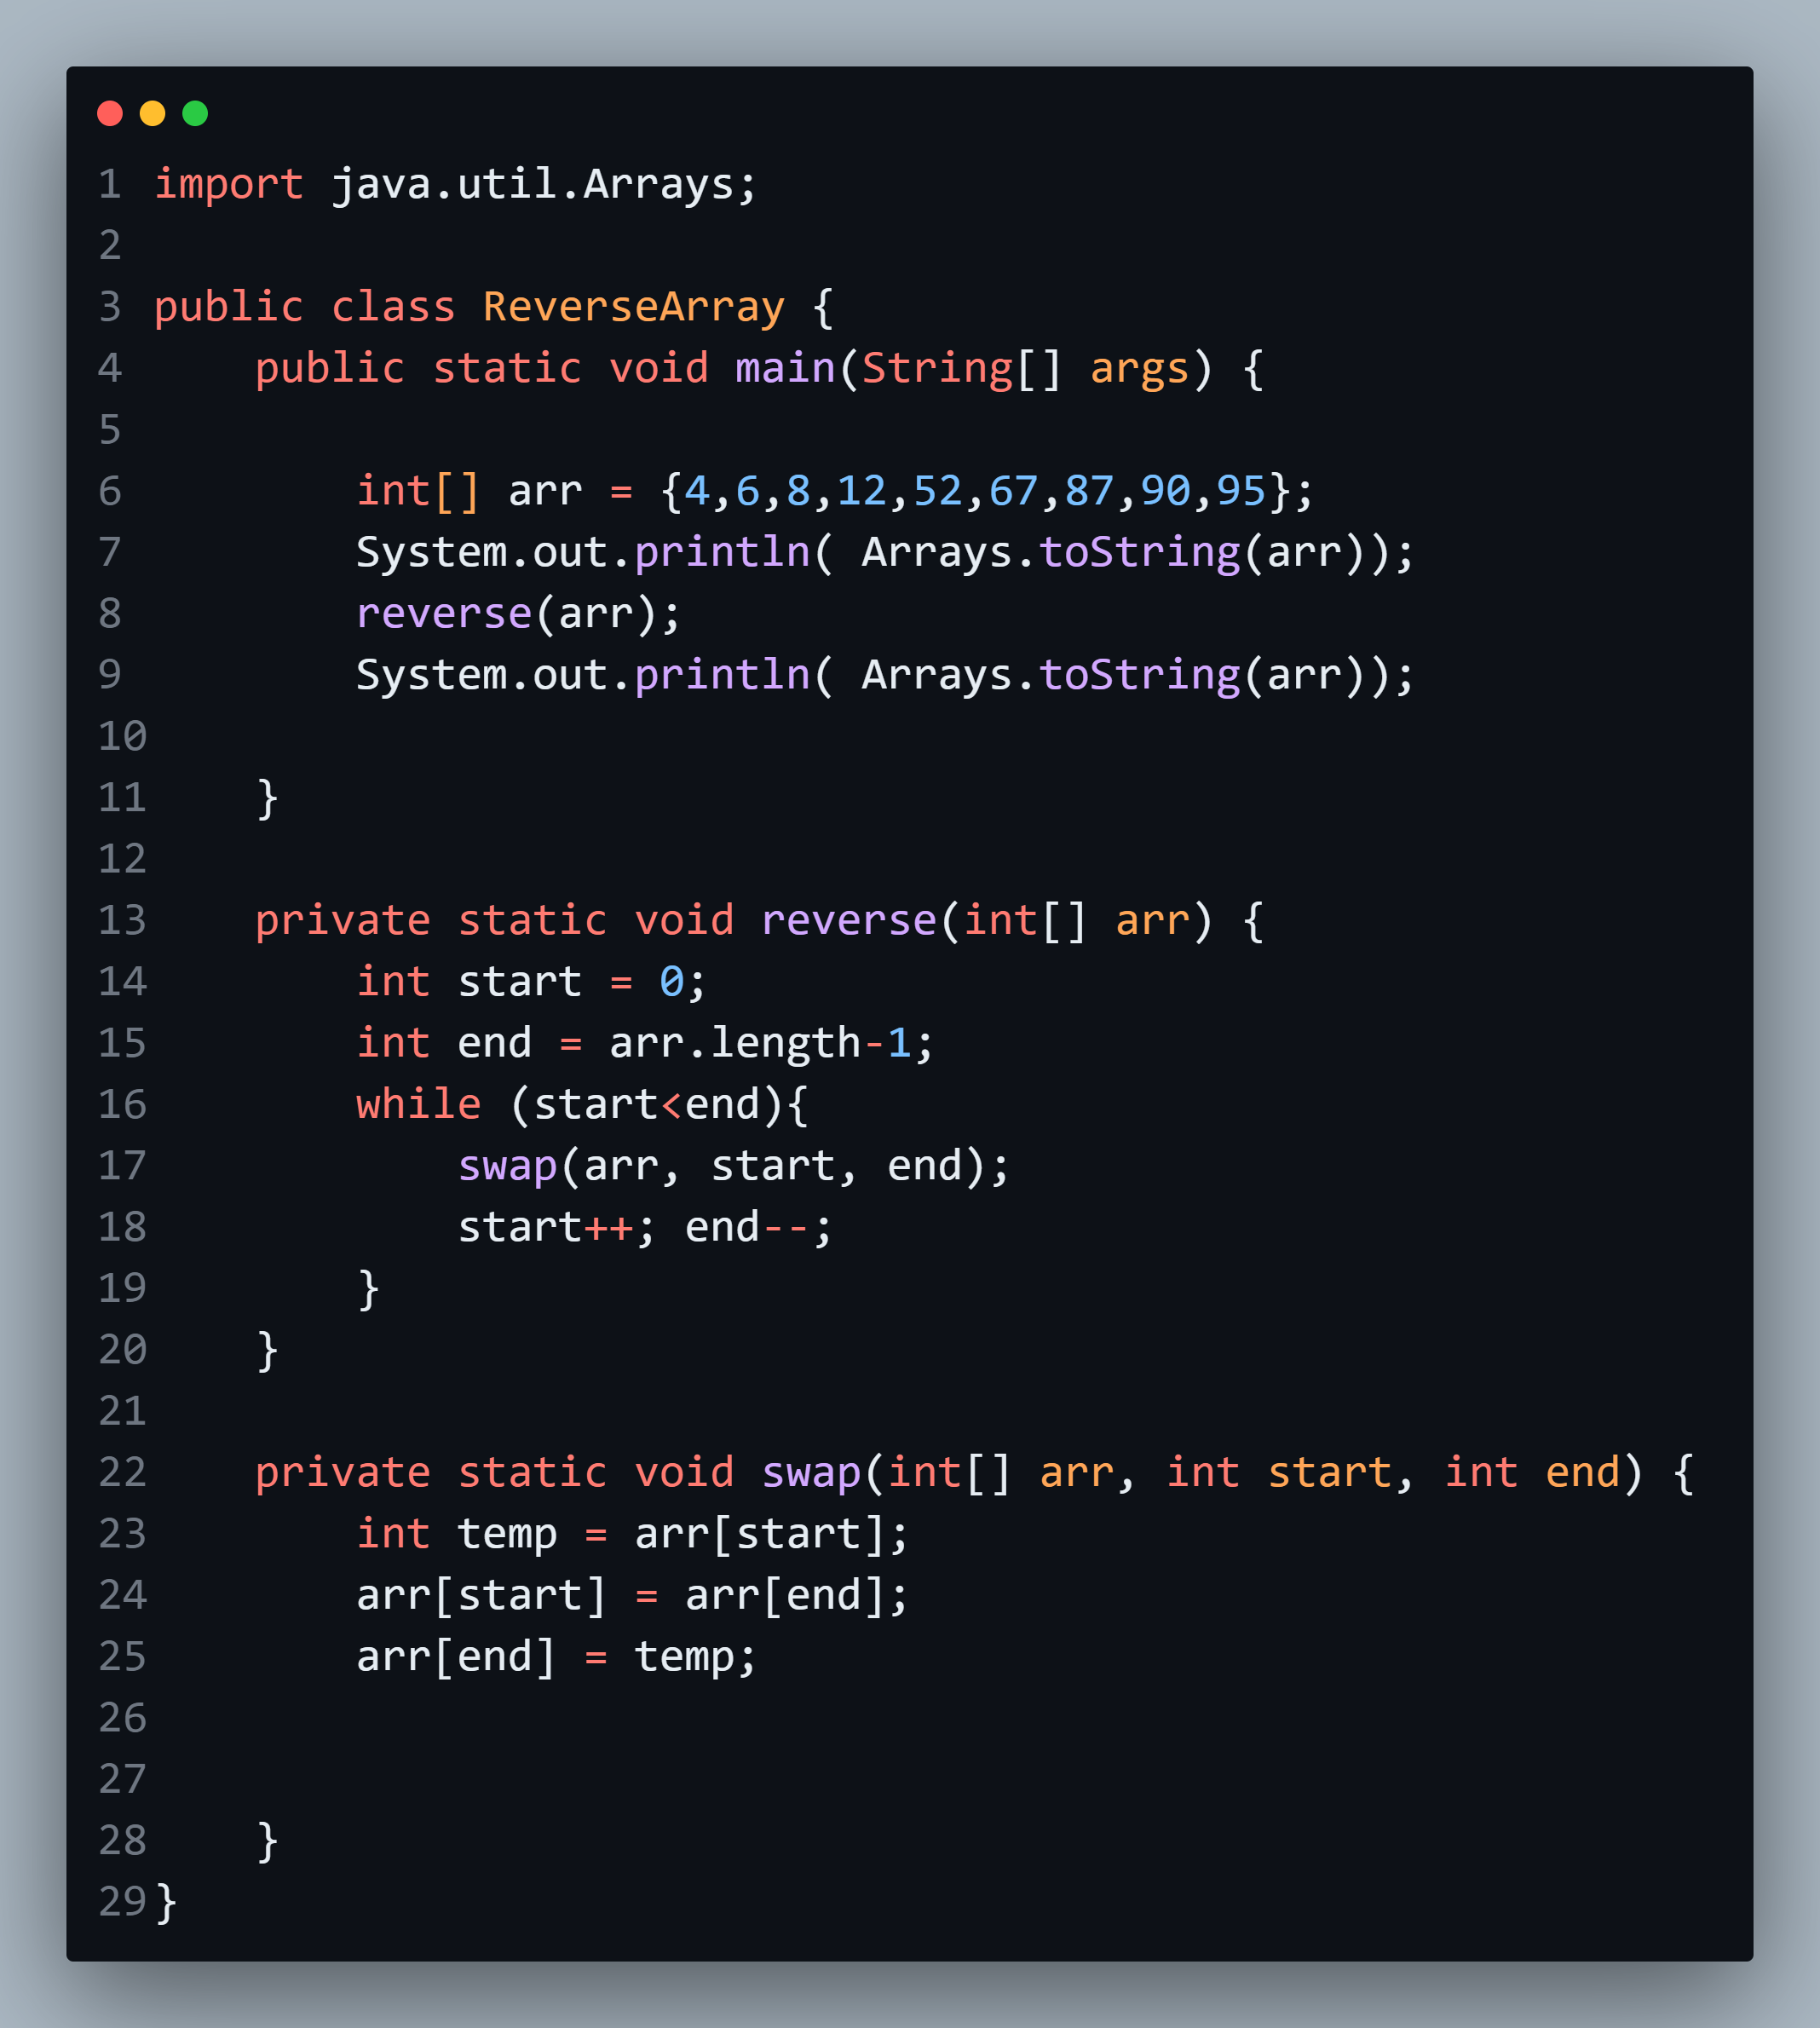 1 import java.util.Arrays;
2
3 public class ReverseArray {
4     public static void main(String[] args) {
5
6         int[] arr = {4,6,8,12,52,67,87,90,95};
7         System.out.println( Arrays.toString(arr));
8         reverse(arr);
9         System.out.println( Arrays.toString(arr));
10
11     }
12
13     private static void reverse(int[] arr) {
14         int start = 0;
15         int end = arr.length-1;
16         while (start<end){
17             swap(arr, start, end);
18             start++; end--;
19         }
20     }
21
22     private static void swap(int[] arr, int start, int end) {
23         int temp = arr[start];
24         arr[start] = arr[end];
25         arr[end] = temp;
26
27
28     }
29 }